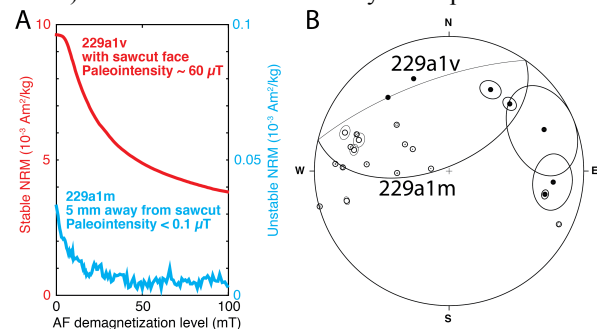 A
B
10
0.1
229a1v
with sawcut face
Paleointensity ~ 60 µT
Stable NRM (10⁻³ Am²/kg)
Unstable NRM (10⁻³ Am²/kg)
5
0.05
229a1m
5 mm away from sawcut
Paleointensity < 0.1 µT
0
0
0
50
100
AF demagnetization level (mT)
N
229a1v
W
E
229a1m
S